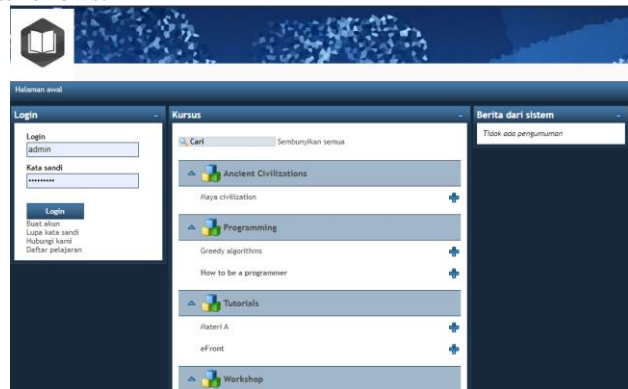 Halaman awal
Login
Login
admin
Kata sandi
Login
Buat akun
Lupa kata sandi
Hubungi kami
Daftar pelajaran
Kursus
Cari
Sembunyikan semua
Ancient Civilizations
Maya civilization
Programming
Greedy algorithms
How to be a programmer
Tutorials
Materi A
eFront
Workshop
Berita dari sistem
Tidak ada pengumuman